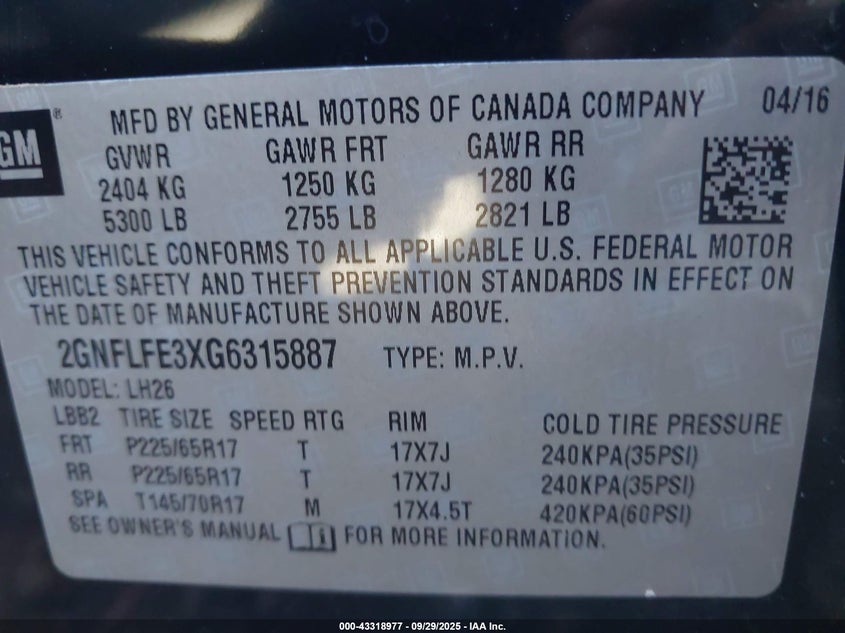 GM ®
MFD BY GENERAL MOTORS OF CANADA COMPANY 04/16
GVWR GAWR FRT GAWR RR
2404 KG 1250 KG 1280 KG
5300 LB 2755 LB 2821 LB
THIS VEHICLE CONFORMS TO ALL APPLICABLE U.S. FEDERAL MOTOR
VEHICLE SAFETY AND THEFT PREVENTION STANDARDS IN EFFECT ON
THE DATE OF MANUFACTURE SHOWN ABOVE.
2GNFLFE3XG6315887 TYPE: M.P.V.
MODEL: LH26
LBB2 TIRE SIZE SPEED RTG RIM COLD TIRE PRESSURE
FRT P225/65R17 T 17X7J 240KPA(35PSI)
RR P225/65R17 T 17X7J 240KPA(35PSI)
SPA T145/70R17 M 17X4.5T 420KPA(60PSI)
SEE OWNER'S MANUAL FOR MORE INFORMATION.
000-43318977 - 09/29/2025 - IAA Inc.